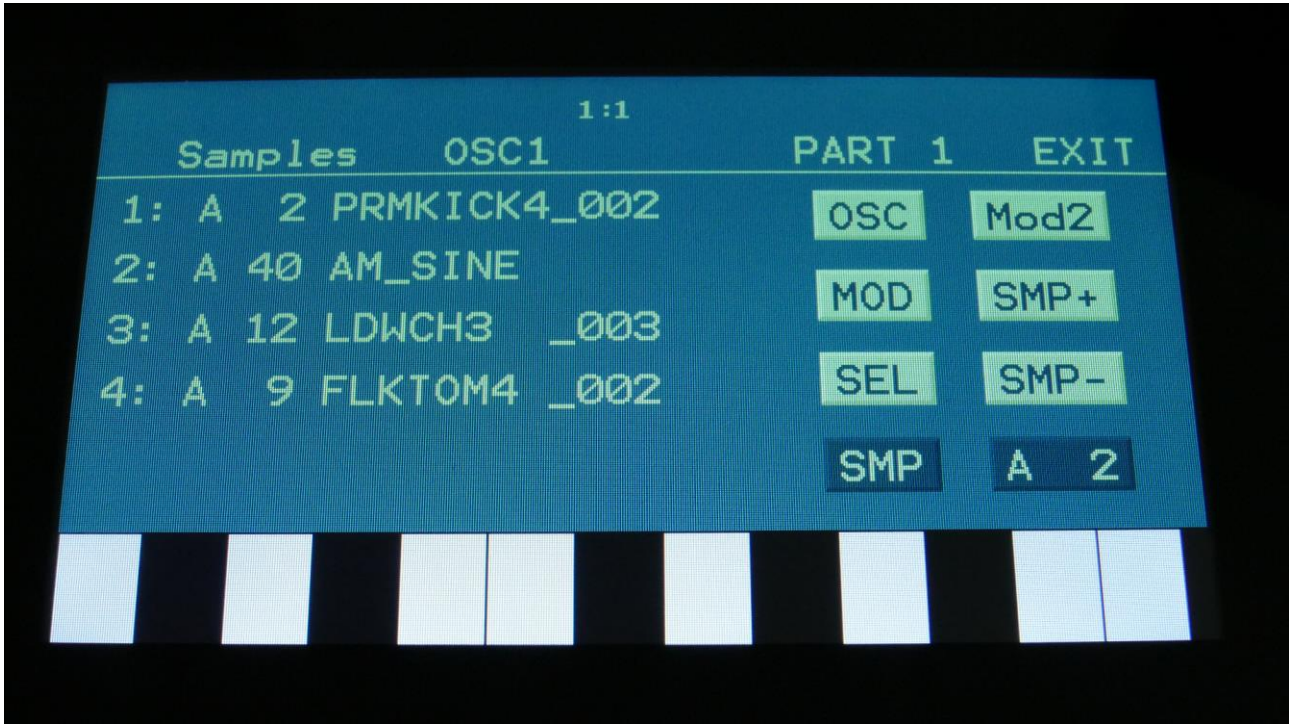 1:1
Samples OSC1 PART 1 EXIT
1: A 2 PRMKICK4_002 OSC Mod2
2: A 40 AM_SINE MOD SMP+
3: A 12 LDWCH3 _003 SEL SMP-
4: A 9 FLKTOM4 _002 SMP A 2